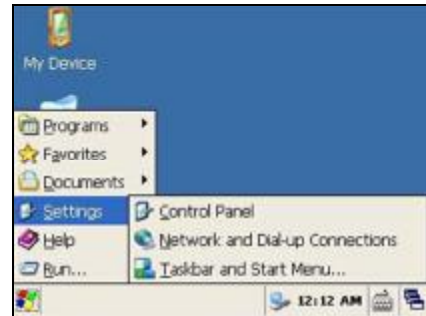 My Device
Programs
Favorites
Documents
Settings
Help
Run...
Control Panel
Network and Dial-up Connections
Taskbar and Start Menu...
12:12 AM